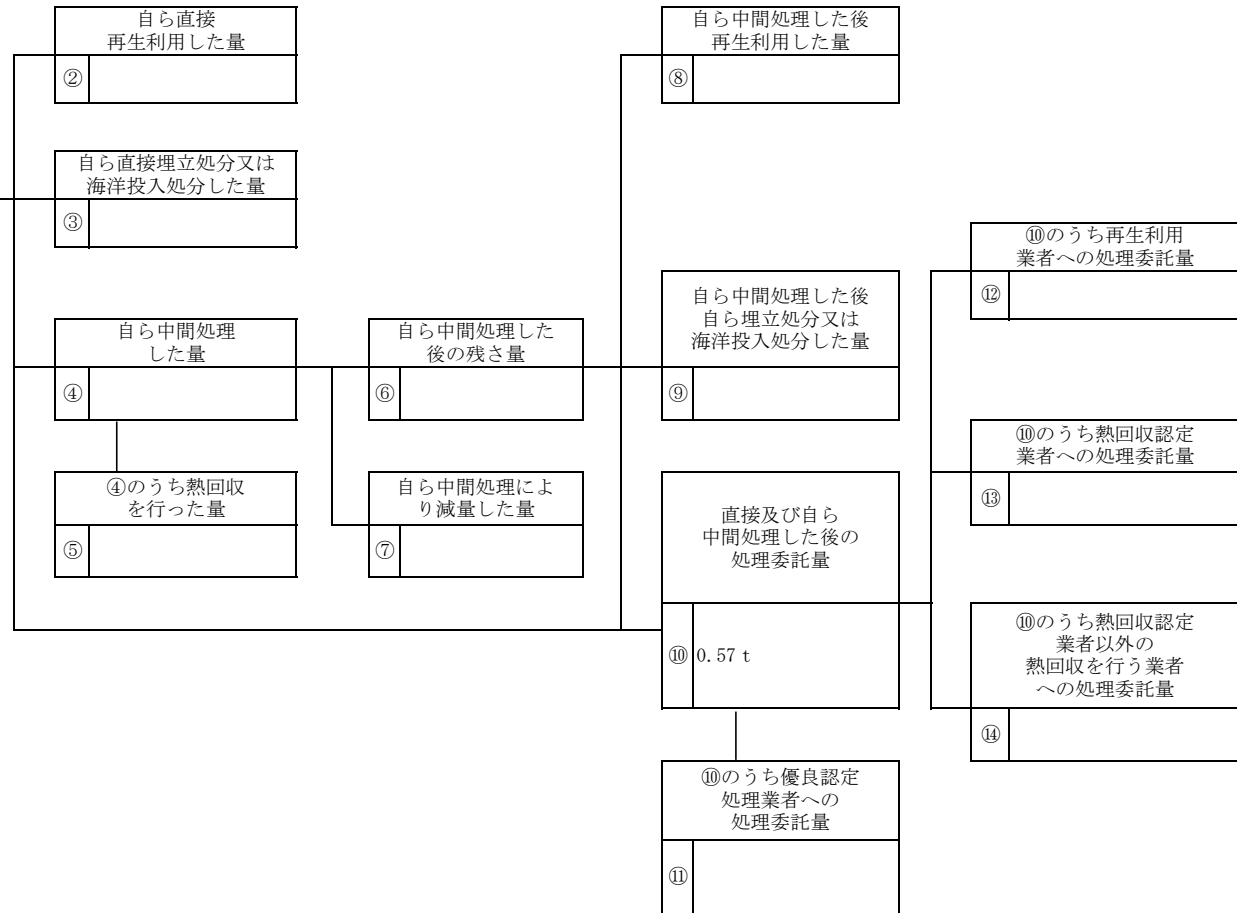 自ら直接
再生利用した量
②
自ら直接埋立処分又は
海洋投入処分した量
③
自ら中間処理
した量
④
④のうち熱回収
を行った量
⑤
自ら中間処理した
後の残さ量
⑥
自ら中間処理によ
り減量した量
⑦
自ら中間処理した後
再生利用した量
⑧
自ら中間処理した後
自ら埋立処分又は
海洋投入処分した量
⑨
直接及び自ら
中間処理した後の
処理委託量
⑩ 0.57 t
⑩のうち優良認定
処理業者への
処理委託量
⑪
⑩のうち再生利用
業者への処理委託量
⑫
⑩のうち熱回収認定
業者への処理委託量
⑬
⑩のうち熱回収認定
業者以外の
熱回収を行う業者
への処理委託量
⑭